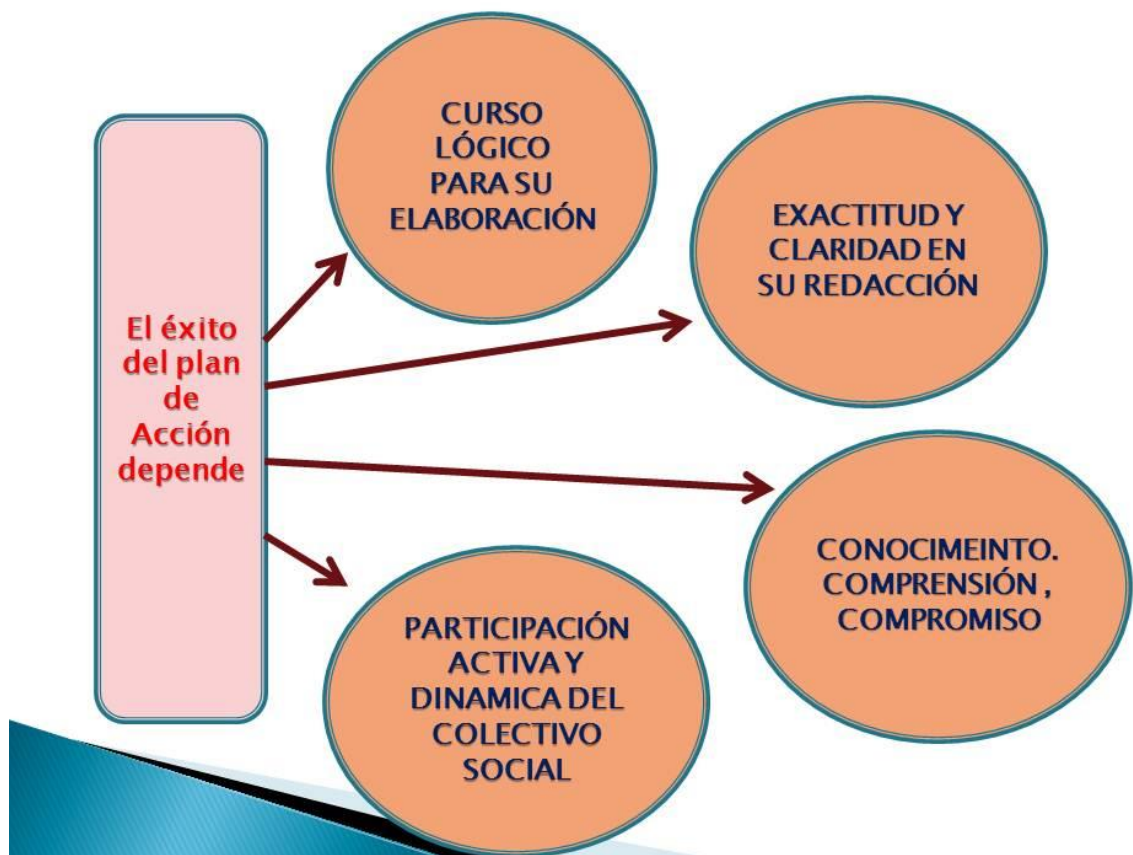 El éxito
del plan
de
Acción
depende
CURSO
LÓGICO
PARA SU
ELABORACIÓN
EXACTITUD Y
CLARIDAD EN
SU REDACCIÓN
CONOCIMEINTO.
COMPRENSIÓN ,
COMPROMISO
PARTICIPACIÓN
ACTIVA Y
DINAMICA DEL
COLECTIVO
SOCIAL